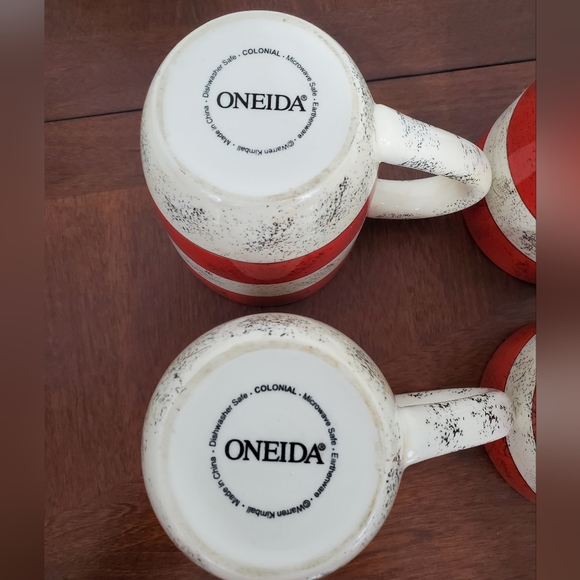 Dishwasher Safe · COLONIAL · Microwave Safe · Earthenware · ©Warren Kimball · Made in China ·
ONEIDA®
Dishwasher Safe · COLONIAL · Microwave Safe · Earthenware · ©Warren Kimball · Made in China ·
ONEIDA®